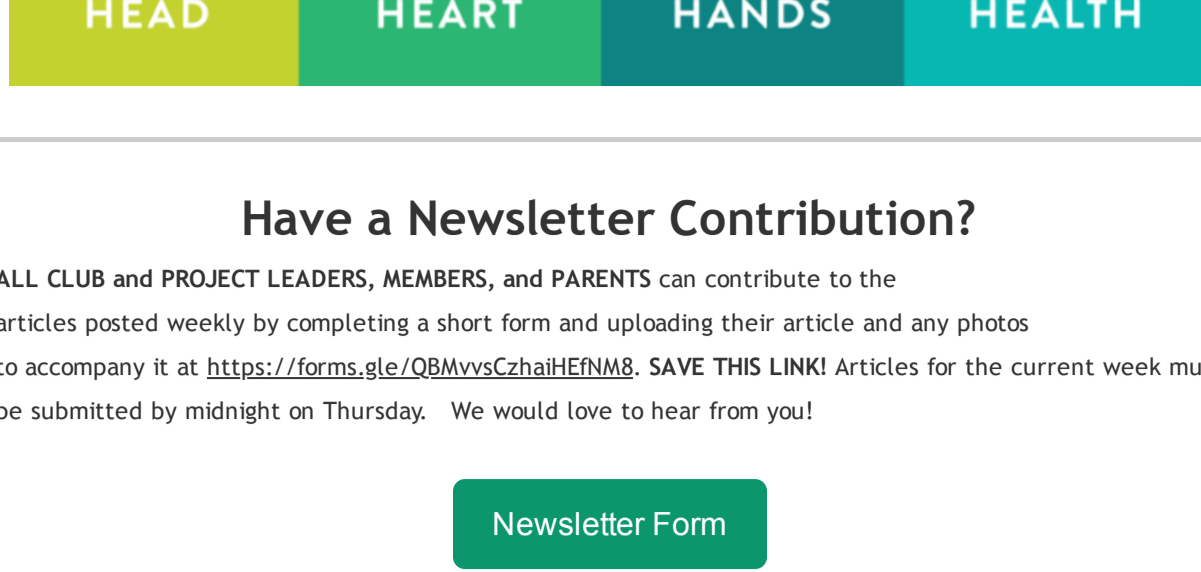 HEAD HEART HANDS HEALTH
Have a Newsletter Contribution?
ALL CLUB and PROJECT LEADERS, MEMBERS, and PARENTS can contribute to the
articles posted weekly by completing a short form and uploading their article and any photos
to accompany it at https://forms.gle/QBMvvsCzhaiHEfNM8. SAVE THIS LINK! Articles for the current week mu
be submitted by midnight on Thursday. We would love to hear from you!
Newsletter Form